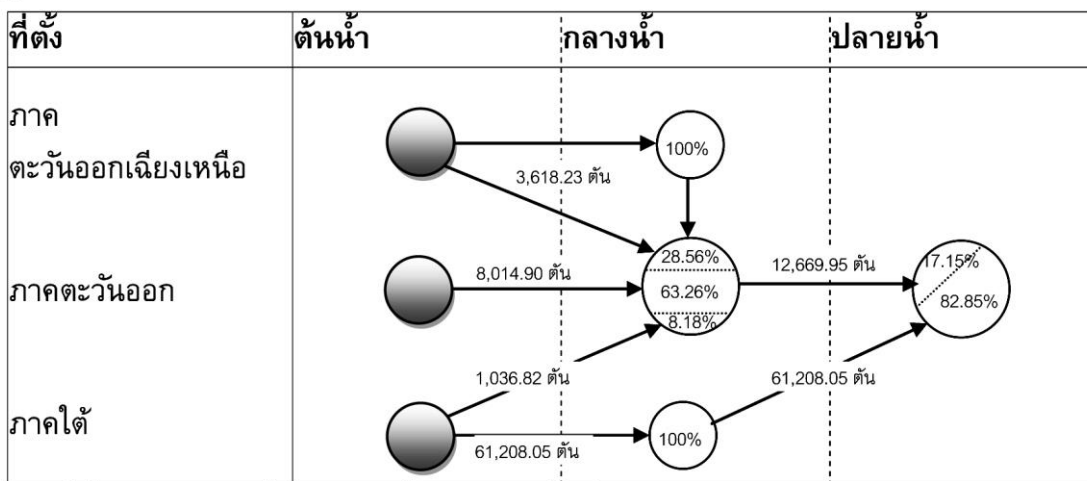 ที่ตั้ง ต้นน้ำ กลางน้ำ ปลายน้ำ
ภาค
ตะวันออกเฉียงเหนือ
100%
3,618.23 ตัน
ภาคตะวันออก
8,014.90 ตัน
28.56%
63.26%
8.18%
12,669.95 ตัน
17.15%
82.85%
1,036.82 ตัน
61,208.05 ตัน
ภาคใต้
61,208.05 ตัน
100%